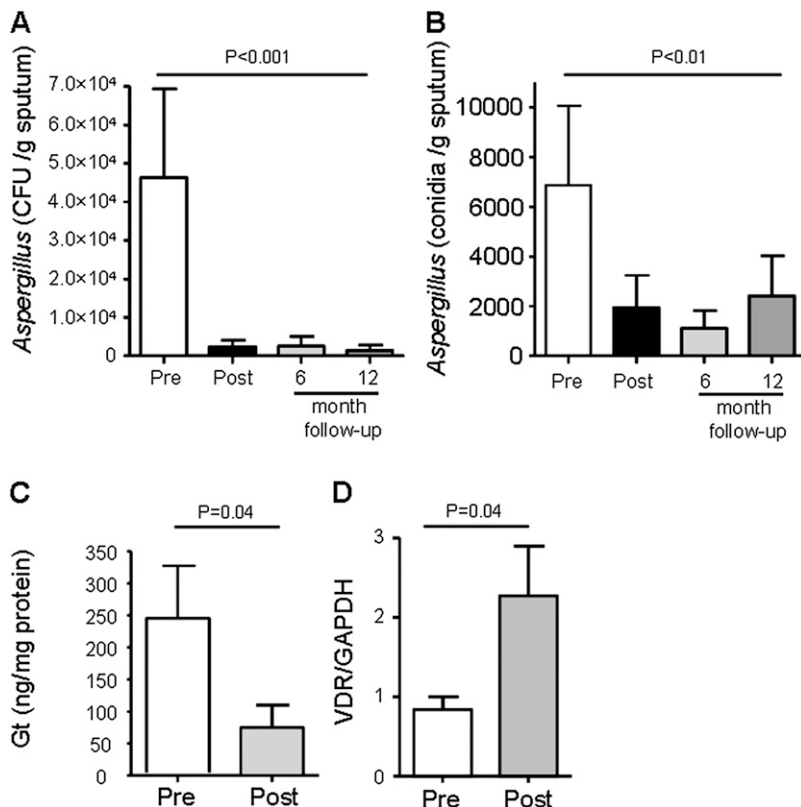 A
P<0.001
Aspergillus (CFU /g sputum)
7.0×10⁴
6.0×10⁴
5.0×10⁴
4.0×10⁴
3.0×10⁴
2.0×10⁴
1.0×10⁴
0
Pre Post 6 12
month
follow-up
B
P<0.01
Aspergillus (conidia /g sputum)
10000
8000
6000
4000
2000
0
Pre Post 6 12
month
follow-up
C
P=0.04
Gt (ng/mg protein)
350
300
250
200
150
100
50
0
Pre Post
D
P=0.04
VDR/GAPDH
3
2
1
0
Pre Post